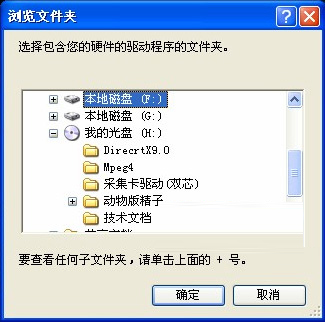 浏览文件夹
选择包含您的硬件的驱动程序的文件夹。
本地磁盘 (F:)
本地磁盘 (G:)
我的光盘 (H:)
DirecrtX9.0
Mpeg4
采集卡驱动(双芯)
动物版精子
技术文档
要查看任何子文件夹，请单击上面的 + 号。
确定
取消